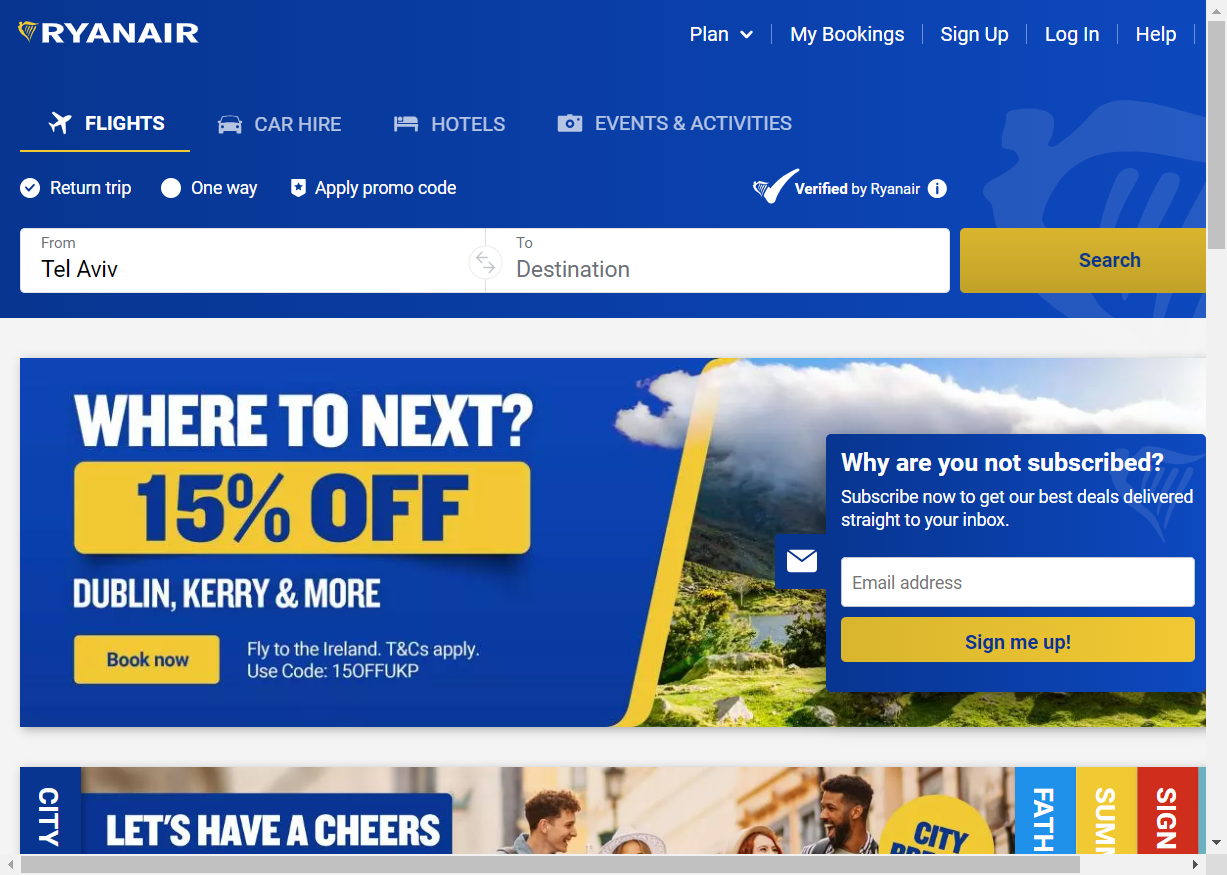 RYANAIR
Plan
My Bookings
Sign Up
Log In
Help
FLIGHTS
CAR HIRE
HOTELS
EVENTS & ACTIVITIES
Return trip
One way
Apply promo code
Verified by Ryanair
From
Tel Aviv
To
Destination
Search
WHERE TO NEXT?
15% OFF
DUBLIN, KERRY & MORE
Book now
Fly to the Ireland. T&Cs apply.
Use Code: 15OFFUKP
Why are you not subscribed?
Subscribe now to get our best deals delivered
straight to your inbox.
Email address
Sign me up!
CITY
LET'S HAVE A CHEERS
CITY
FATH
SUMM
SIGN